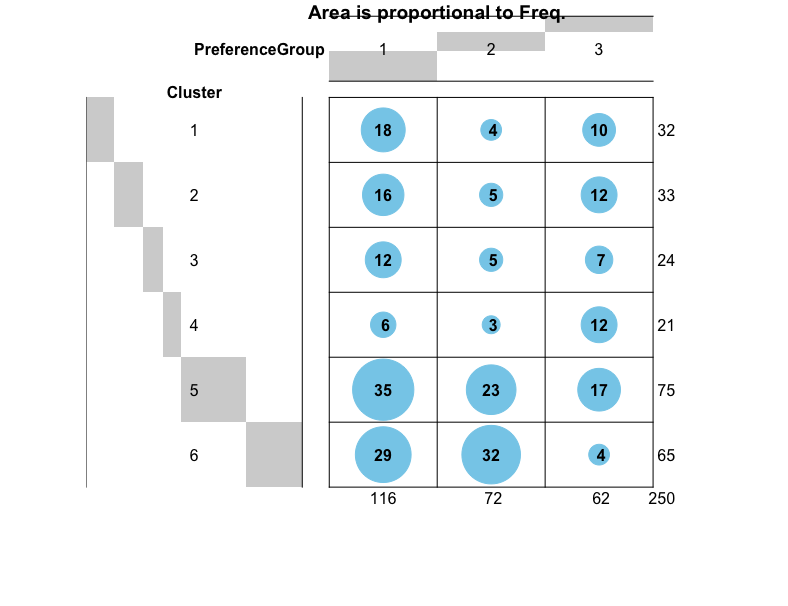 Area is proportional to Freq.
PreferenceGroup 1 2 3
Cluster
1 18 4 10 32
2 16 5 12 33
3 12 5 7 24
4 6 3 12 21
5 35 23 17 75
6 29 32 4 65
116 72 62 250